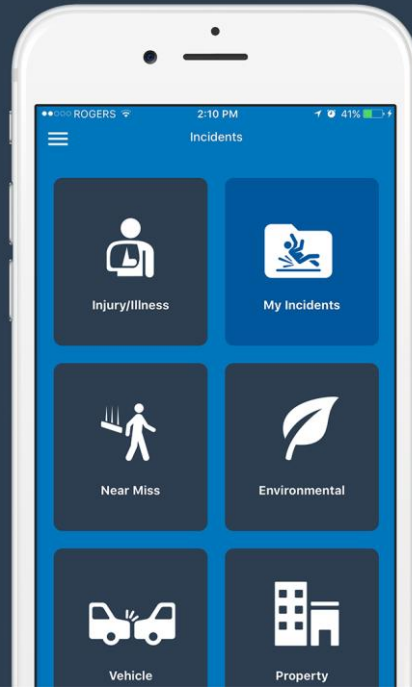 ROGERS 2:10 PM 41%
Incidents
Injury/Illness My Incidents
Near Miss Environmental
Vehicle Property